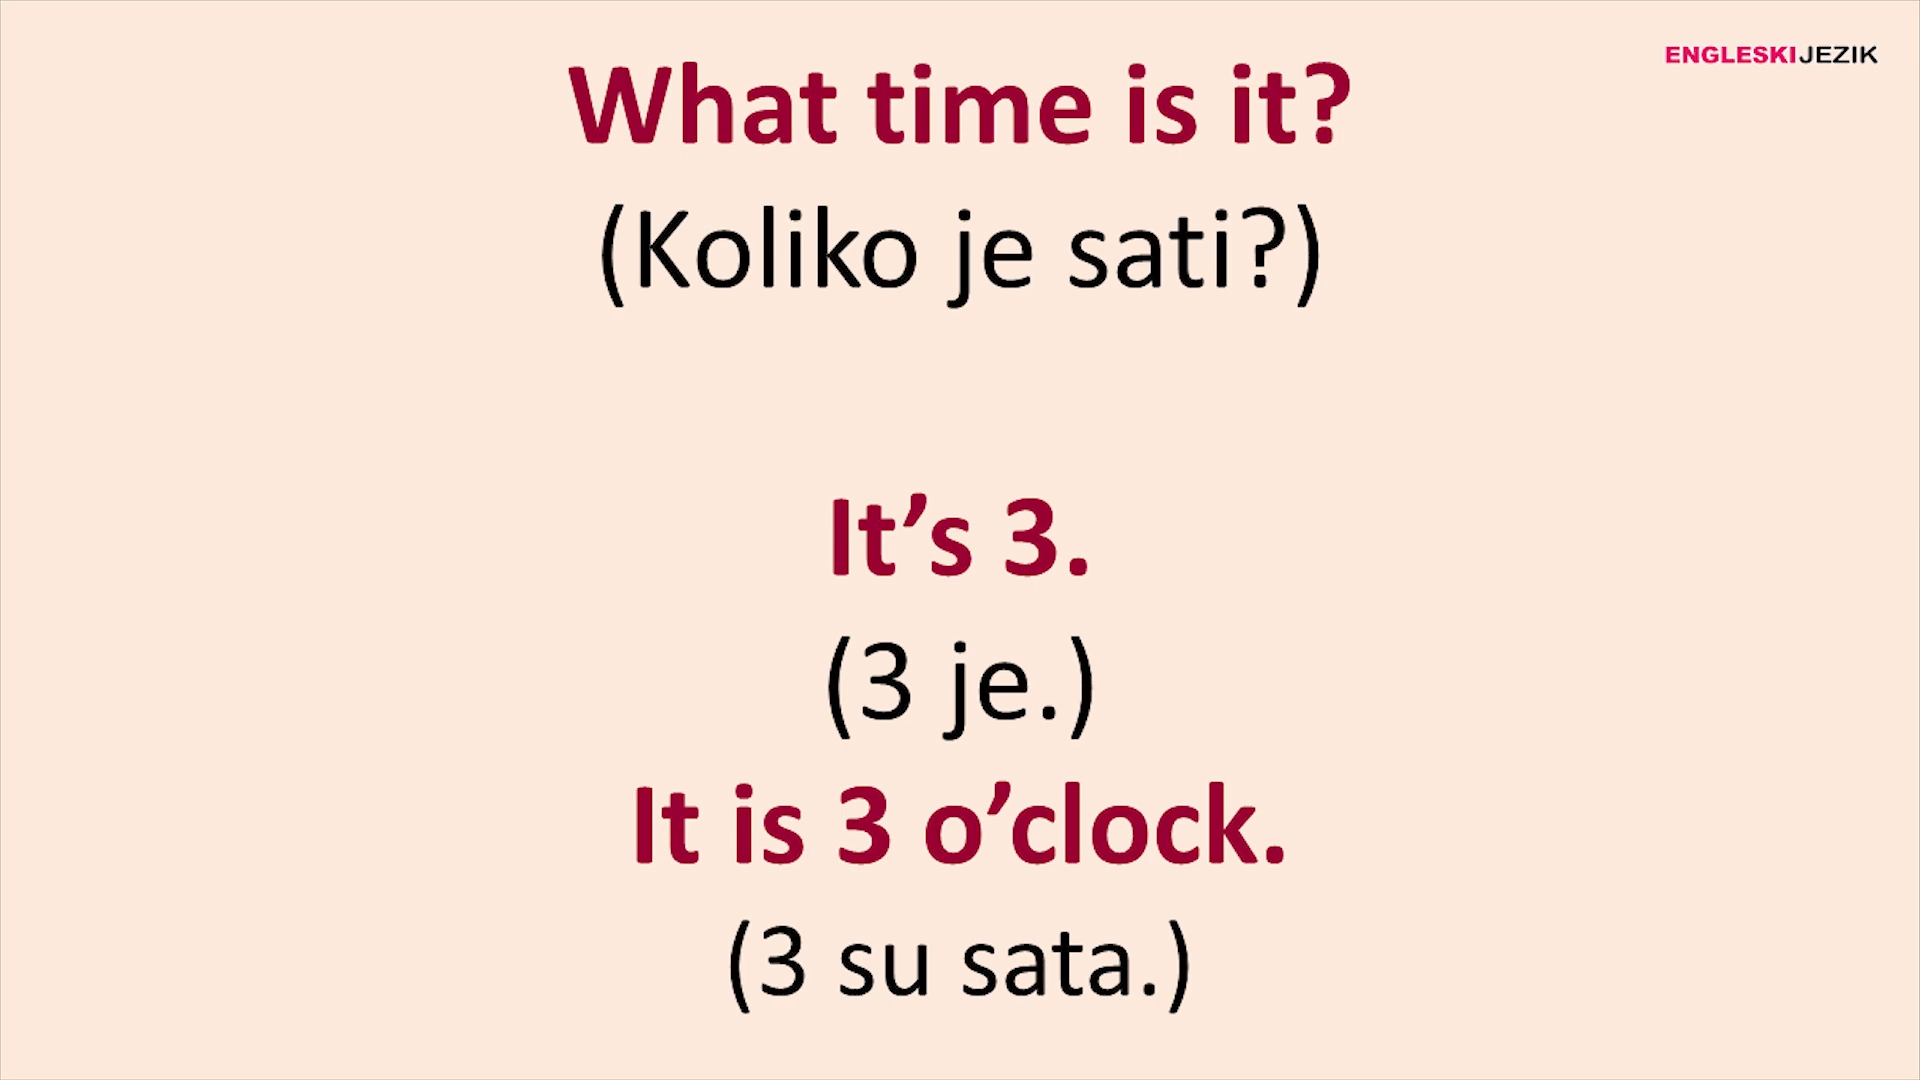 ENGLESKIJEZIK
What time is it?
(Koliko je sati?)
It’s 3.
(3 je.)
It is 3 o’clock.
(3 su sata.)